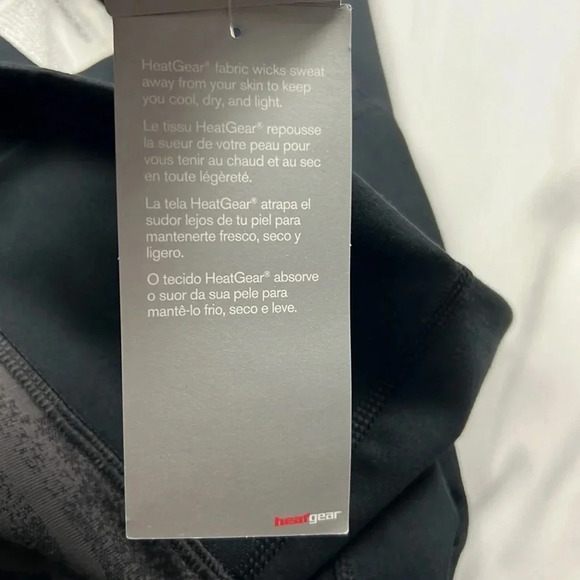 HeatGear® fabric wicks sweat
away from your skin to keep
you cool, dry, and light.
Le tissu HeatGear® repousse
la sueur de votre peau pour
vous tenir au chaud et au sec
en toute légèreté.
La tela HeatGear® atrapa el
sudor lejos de tu piel para
mantenerte fresco, seco y
ligero.
O tecido HeatGear® absorve
o suor da sua pele para
mantê-lo frio, seco e leve.
heatgear